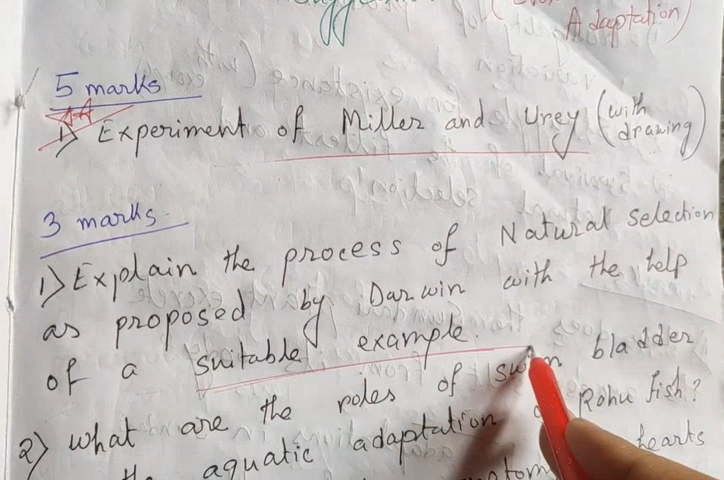 Adaptation)
5 marks
1) Experiment of Miller and Urey (with drawing)
3 marks
1) Explain the process of Natural selection
as proposed by Darwin with the help
of a suitable example.
2) What are the roles of swim bladder
the aquatic adaptation Rohu fish?
hearts